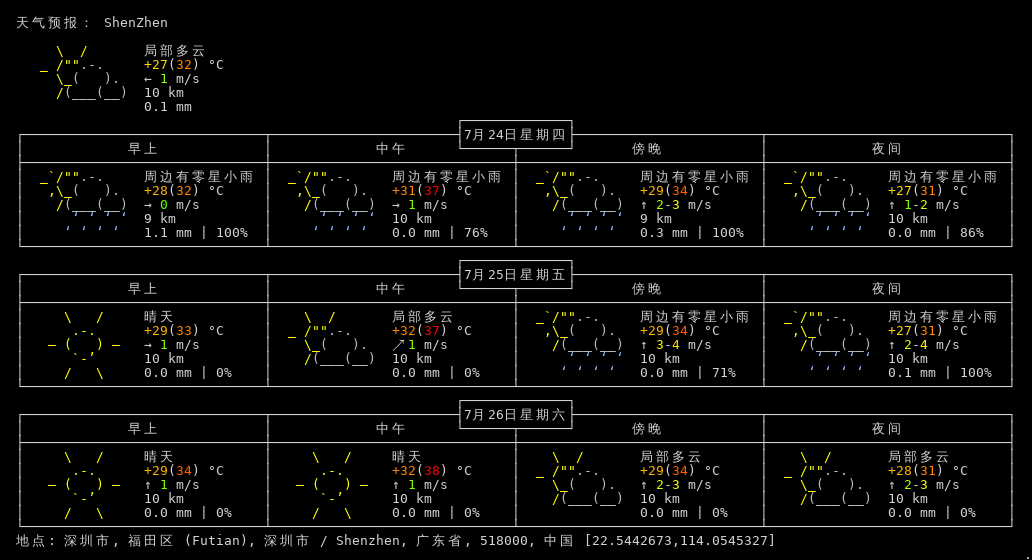 天气预报： ShenZhen
局部多云
+27(32) °C
← 1 m/s
10 km
0.1 mm
7月24日星期四
早上 中午 傍晚 夜间
周边有零星小雨 周边有零星小雨 周边有零星小雨 周边有零星小雨
+28(32) °C +31(37) °C +29(34) °C +27(31) °C
→ 0 m/s → 1 m/s ↑ 2-3 m/s ↑ 1-2 m/s
9 km 10 km 9 km 10 km
1.1 mm | 100% 0.0 mm | 76% 0.3 mm | 100% 0.0 mm | 86%
7月25日星期五
早上 中午 傍晚 夜间
晴天 局部多云 周边有零星小雨 周边有零星小雨
+29(33) °C +32(37) °C +29(34) °C +27(31) °C
→ 1 m/s ↗ 1 m/s ↑ 3-4 m/s ↑ 2-4 m/s
10 km 10 km 10 km 10 km
0.0 mm | 0% 0.0 mm | 0% 0.0 mm | 71% 0.1 mm | 100%
7月26日星期六
早上 中午 傍晚 夜间
晴天 晴天 局部多云 局部多云
+29(34) °C +32(38) °C +29(34) °C +28(31) °C
↑ 1 m/s ↑ 1 m/s ↑ 2-3 m/s ↑ 2-3 m/s
10 km 10 km 10 km 10 km
0.0 mm | 0% 0.0 mm | 0% 0.0 mm | 0% 0.0 mm | 0%
地点: 深圳市, 福田区 (Futian), 深圳市 / Shenzhen, 广东省, 518000, 中国 [22.5442673,114.0545327]